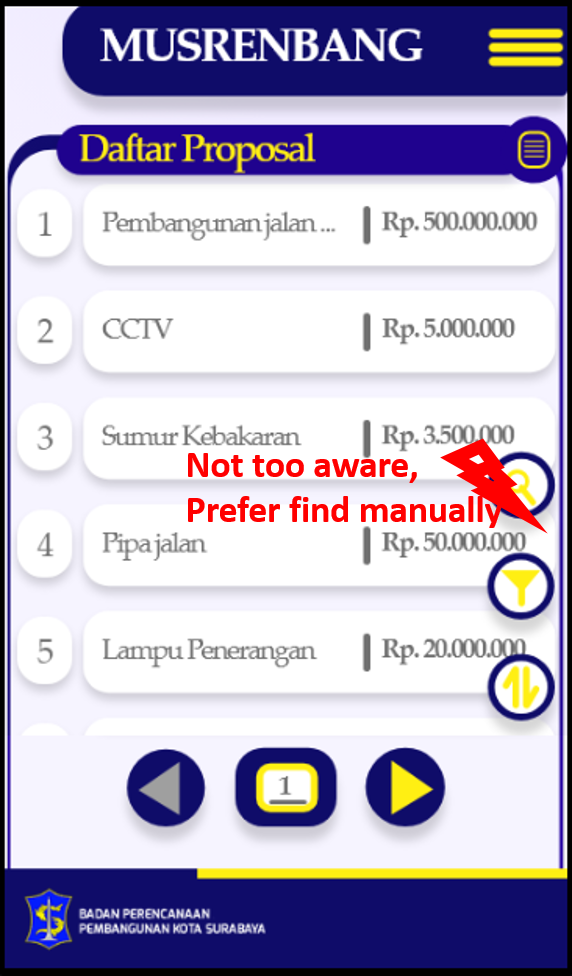 MUSRENBANG
Daftar Proposal
1 Pembangunan jalan ... Rp. 500.000.000
2 CCTV Rp. 5.000.000
3 Sumur Kebakaran Rp. 3.500.000
Not too aware,
Prefer find manually
4 Pipa jalan Rp. 50.000.000
5 Lampu Penerangan Rp. 20.000.000
1
BADAN PERENCANAAN
PEMBANGUNAN KOTA SURABAYA